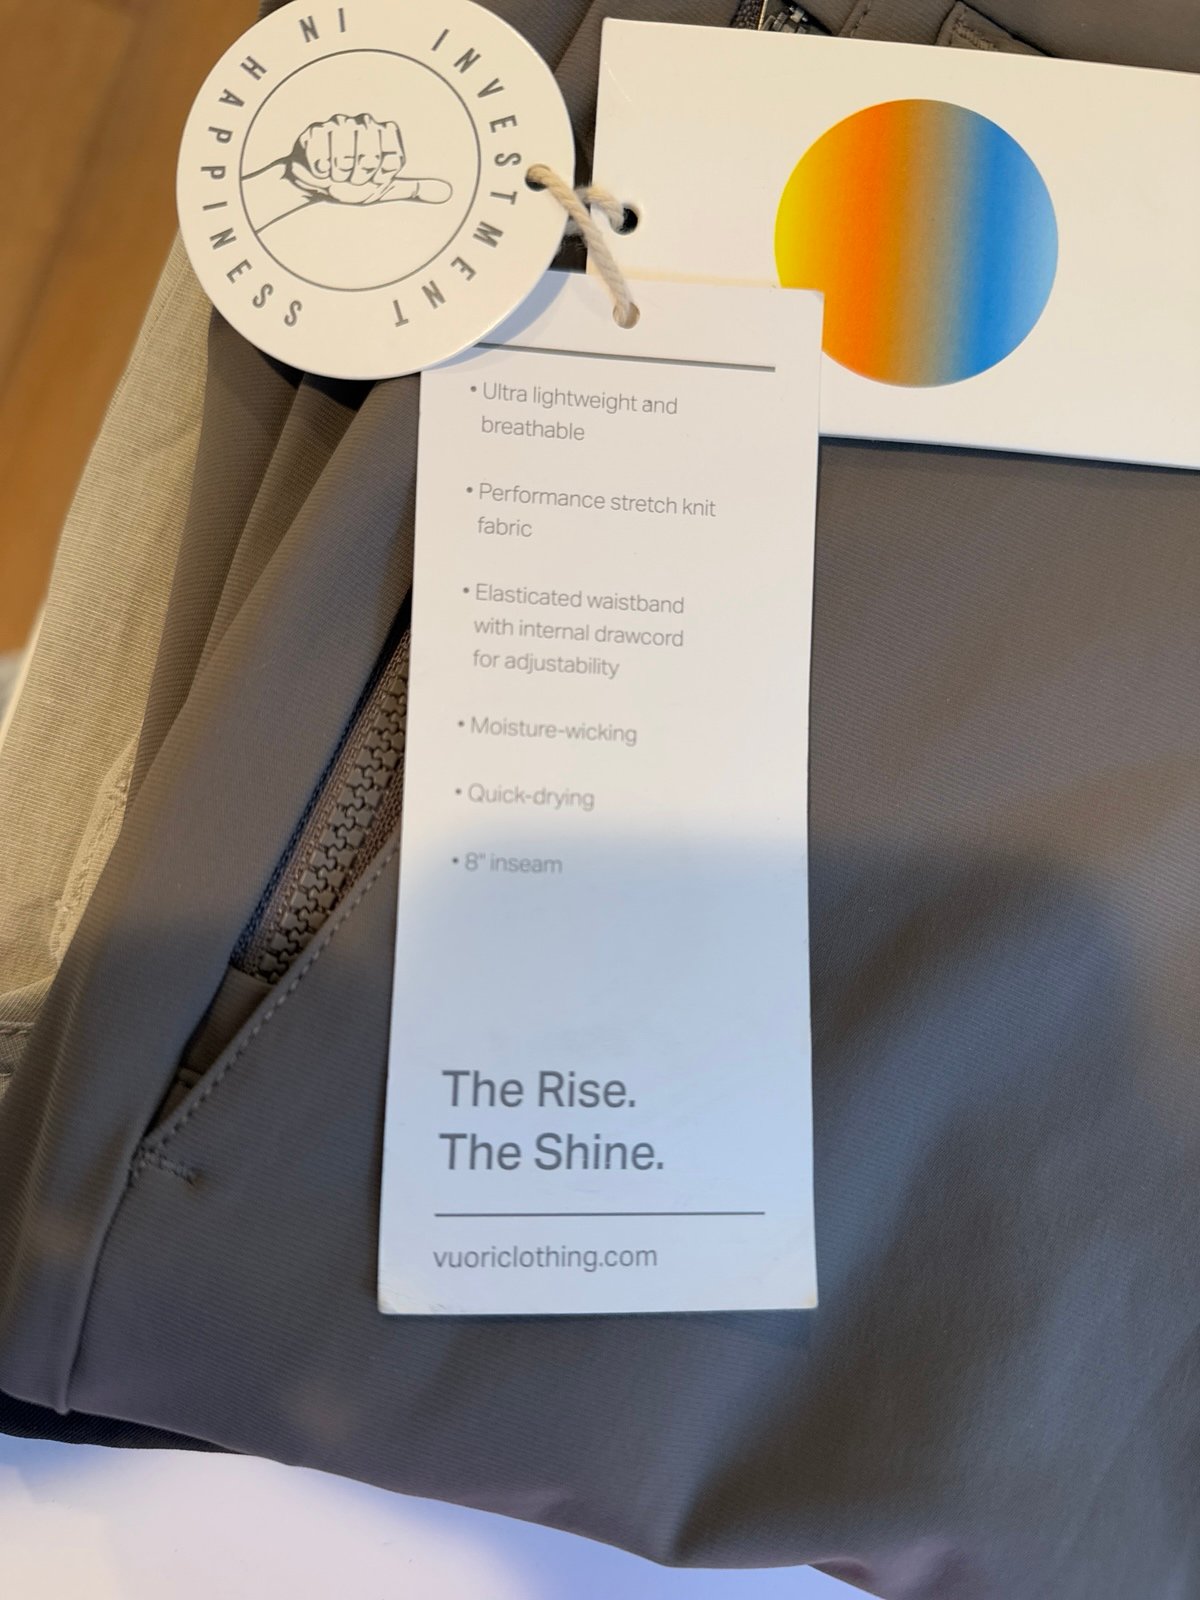 INVESTMENT
IN HAPPINESS
• Ultra lightweight and
breathable
• Performance stretch knit
fabric
• Elasticated waistband
with internal drawcord
for adjustability
• Moisture-wicking
• Quick-drying
• 8" inseam
The Rise.
The Shine.
vuoriclothing.com